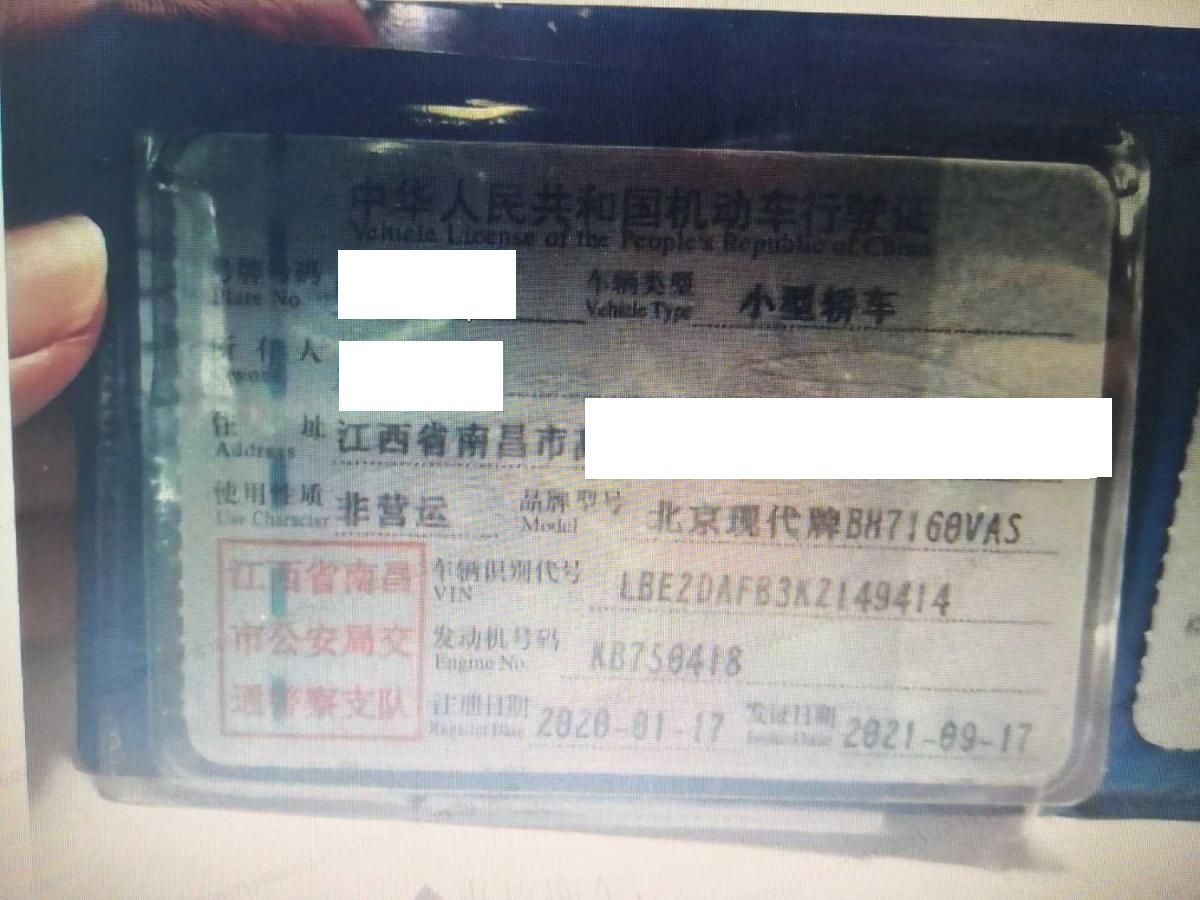 中华人民共和国机动车行驶证
Vehicle License of the People's Republic of China
号牌号码
Plate No.
车辆类型 小型轿车
Vehicle Type
所有人
Owner
住址 江西省南昌市
Address
使用性质 非营运 品牌型号 北京现代牌BH7160VAS
Use Character Model
江西省南昌
市公安局交
通警察支队
车辆识别代号 LBE2DAFB3KZ149414
VIN
发动机号码 KB750418
Engine No.
注册日期 2020-01-17 发证日期 2021-09-17
Register Date Issue Date